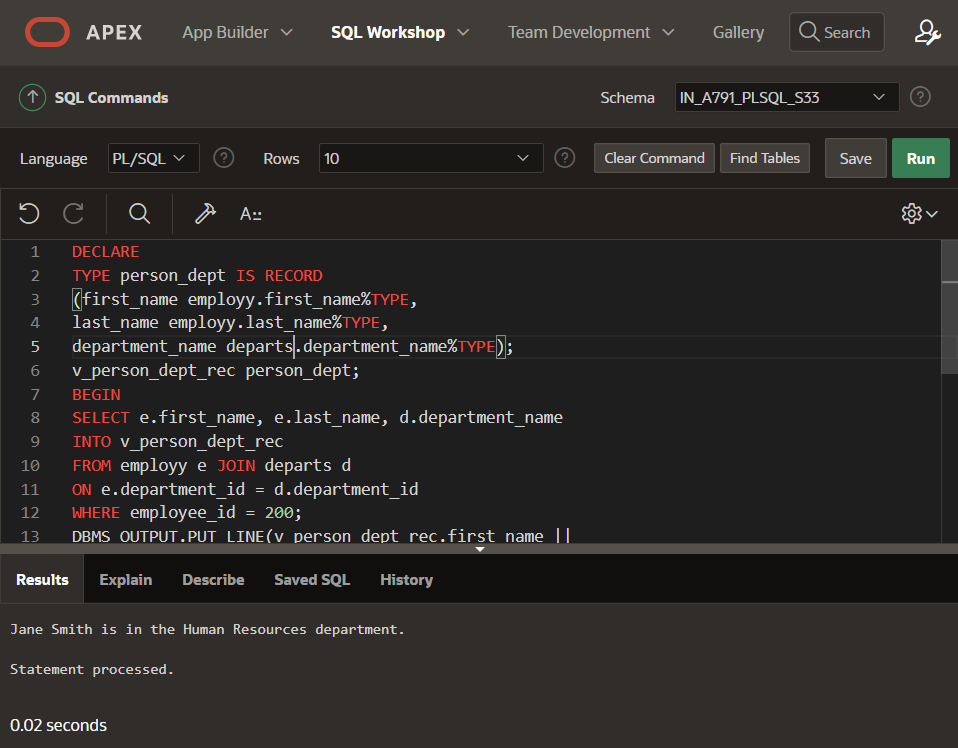 APEX App Builder SQL Workshop Team Development Gallery Search
SQL Commands Schema IN_A791_PLSQL_S33 ?
Language PL/SQL ? Rows 10 ? Clear Command Find Tables Save Run
A::
1 DECLARE
2 TYPE person_dept IS RECORD
3 (first_name employy.first_name%TYPE,
4 last_name employy.last_name%TYPE,
5 department_name departs.department_name%TYPE);
6 v_person_dept_rec person_dept;
7 BEGIN
8 SELECT e.first_name, e.last_name, d.department_name
9 INTO v_person_dept_rec
10 FROM employy e JOIN departs d
11 ON e.department_id = d.department_id
12 WHERE employee_id = 200;
13 DBMS_OUTPUT.PUT_LINE(v_person_dept_rec.first_name ||
Results Explain Describe Saved SQL History
Jane Smith is in the Human Resources department.
Statement processed.
0.02 seconds